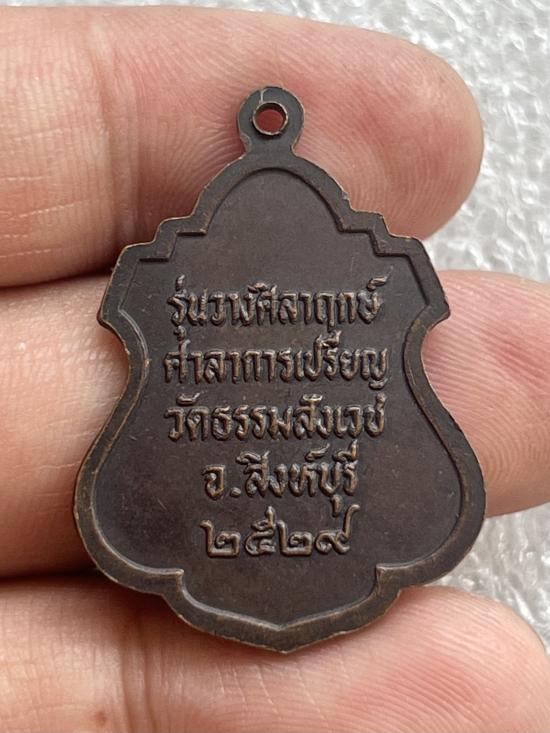 รุ่นวางศิลาฤกษ์
ศาลาการเปรียญ
วัดธรรมสังเวช
จ.สิงห์บุรี
๒๕๒๙